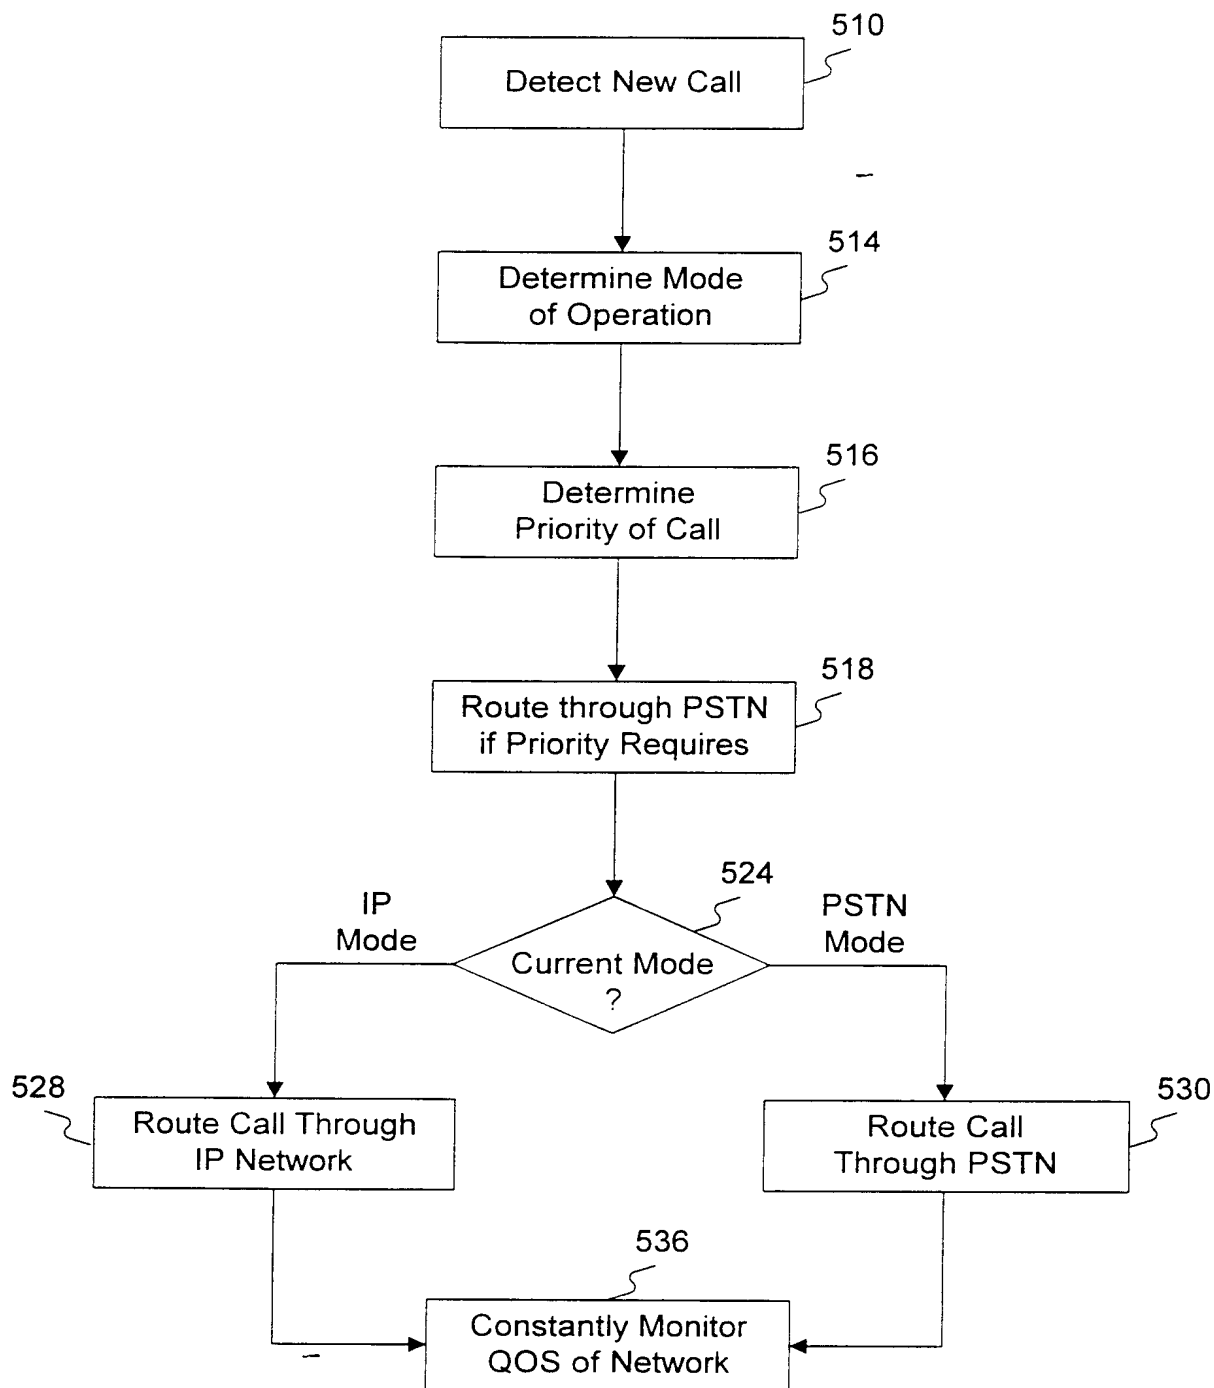 510
Detect New Call
514
Determine Mode
of Operation
516
Determine
Priority of Call
518
Route through PSTN
if Priority Requires
524
IP
Mode
PSTN
Mode
Current Mode
?
528
Route Call Through
IP Network
530
Route Call
Through PSTN
536
Constantly Monitor
QOS of Network